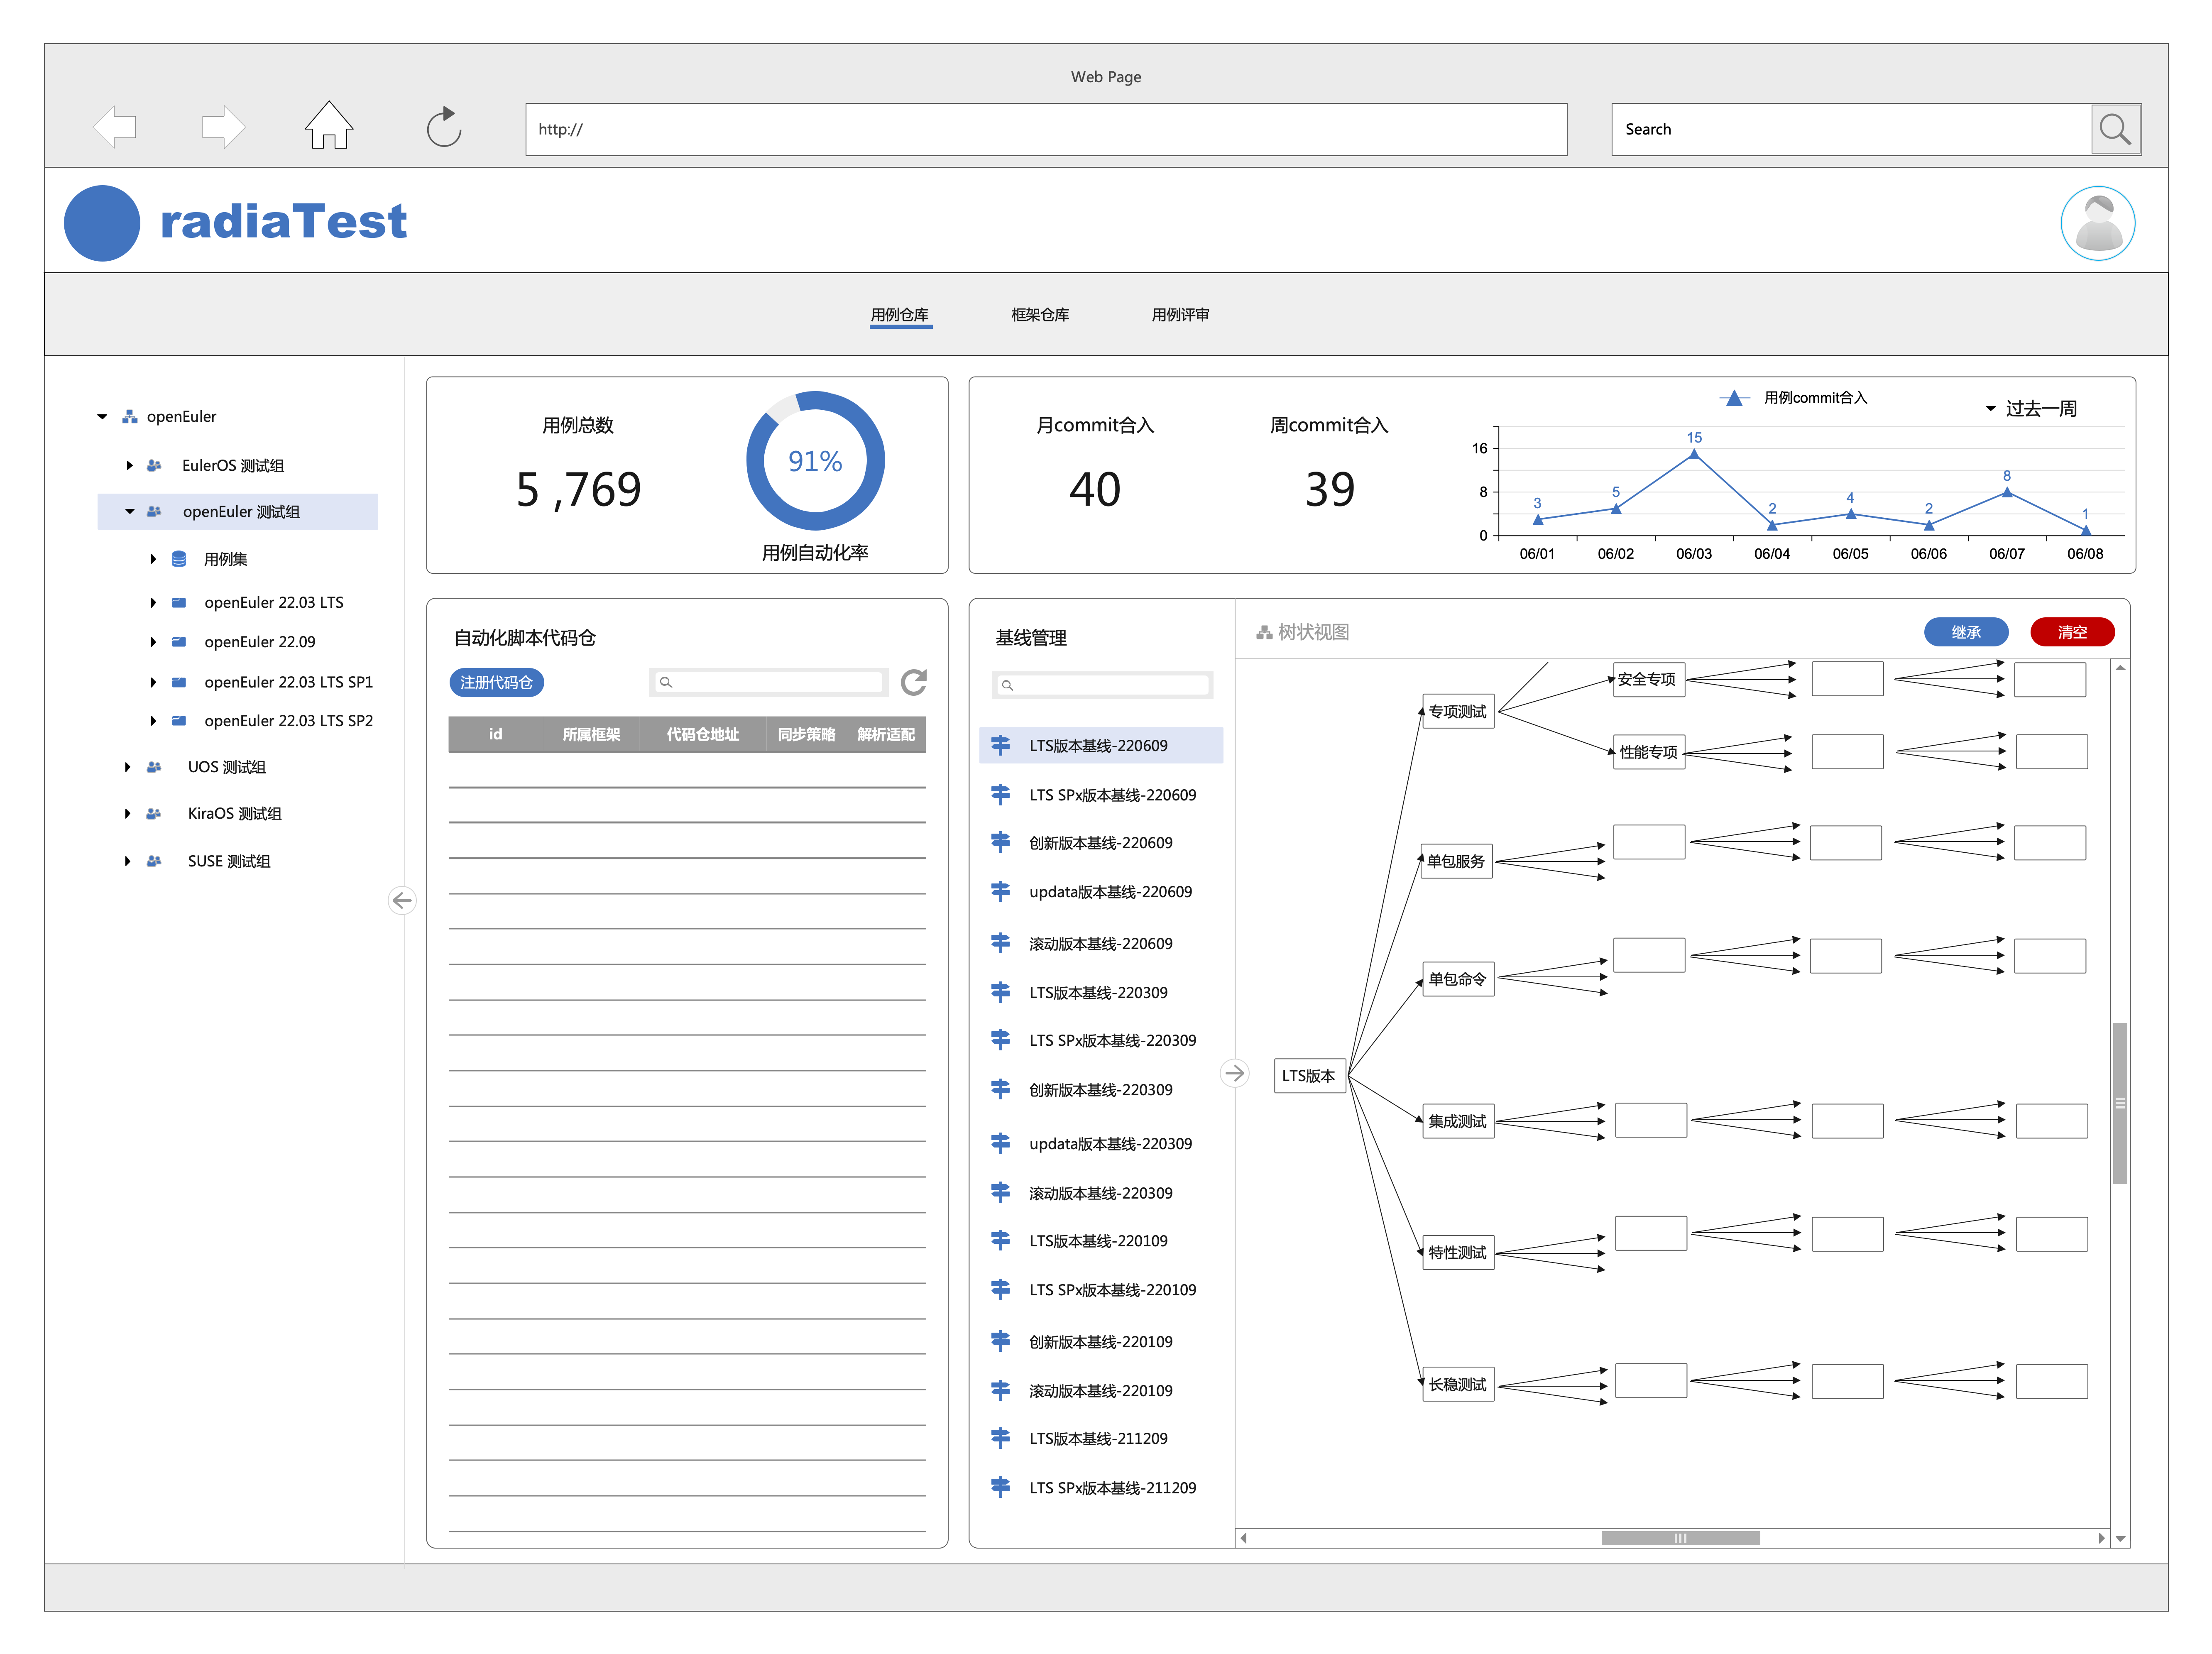 Web Page
http://
Search
radiaTest
用例仓库
框架仓库
用例评审
openEuler
EulerOS 测试组
openEuler 测试组
用例集
openEuler 22.03 LTS
openEuler 22.09
openEuler 22.03 LTS SP1
openEuler 22.03 LTS SP2
UOS 测试组
KiraOS 测试组
SUSE 测试组
用例总数
5 ,769
91%
用例自动化率
月commit合入
40
周commit合入
39
用例commit合入
过去一周
16
8
0
3
5
15
2
4
2
8
1
06/01 06/02 06/03 06/04 06/05 06/06 06/07 06/08
自动化脚本代码仓
注册代码仓
id 所属框架 代码仓地址 同步策略 解析适配
基线管理
LTS版本基线-220609
LTS SPx版本基线-220609
创新版本基线-220609
updata版本基线-220609
滚动版本基线-220609
LTS版本基线-220309
LTS SPx版本基线-220309
创新版本基线-220309
updata版本基线-220309
滚动版本基线-220309
LTS版本基线-220109
LTS SPx版本基线-220109
创新版本基线-220109
滚动版本基线-220109
LTS版本基线-211209
LTS SPx版本基线-211209
树状视图
继承
清空
LTS版本
专项测试
安全专项
性能专项
单包服务
单包命令
集成测试
特性测试
长稳测试